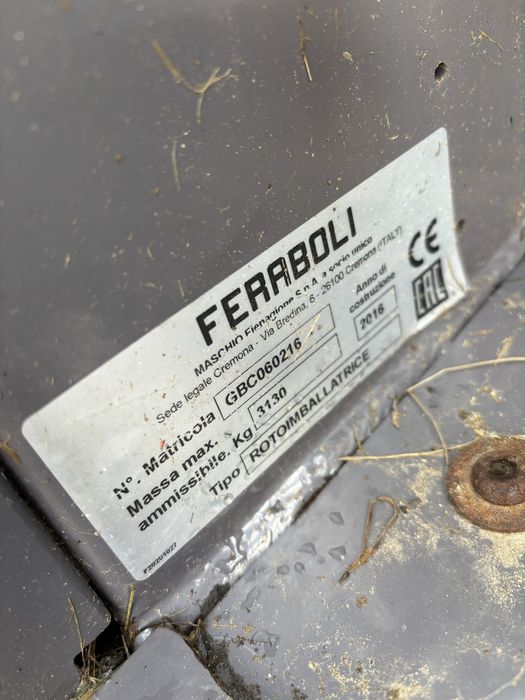 FERABOLI
MASCHIO Fienagione S.p.A. a socio unico
Sede legale Cremona - Via Bredina, 6 - 26100 Cremona (ITALY)
N°. Matricola GBC060216
Anno di costruzione 2016
Massa max. ammissibile. Kg 3130
Tipo ROTOIMBALLATRICE
CE
EAC
F20201027